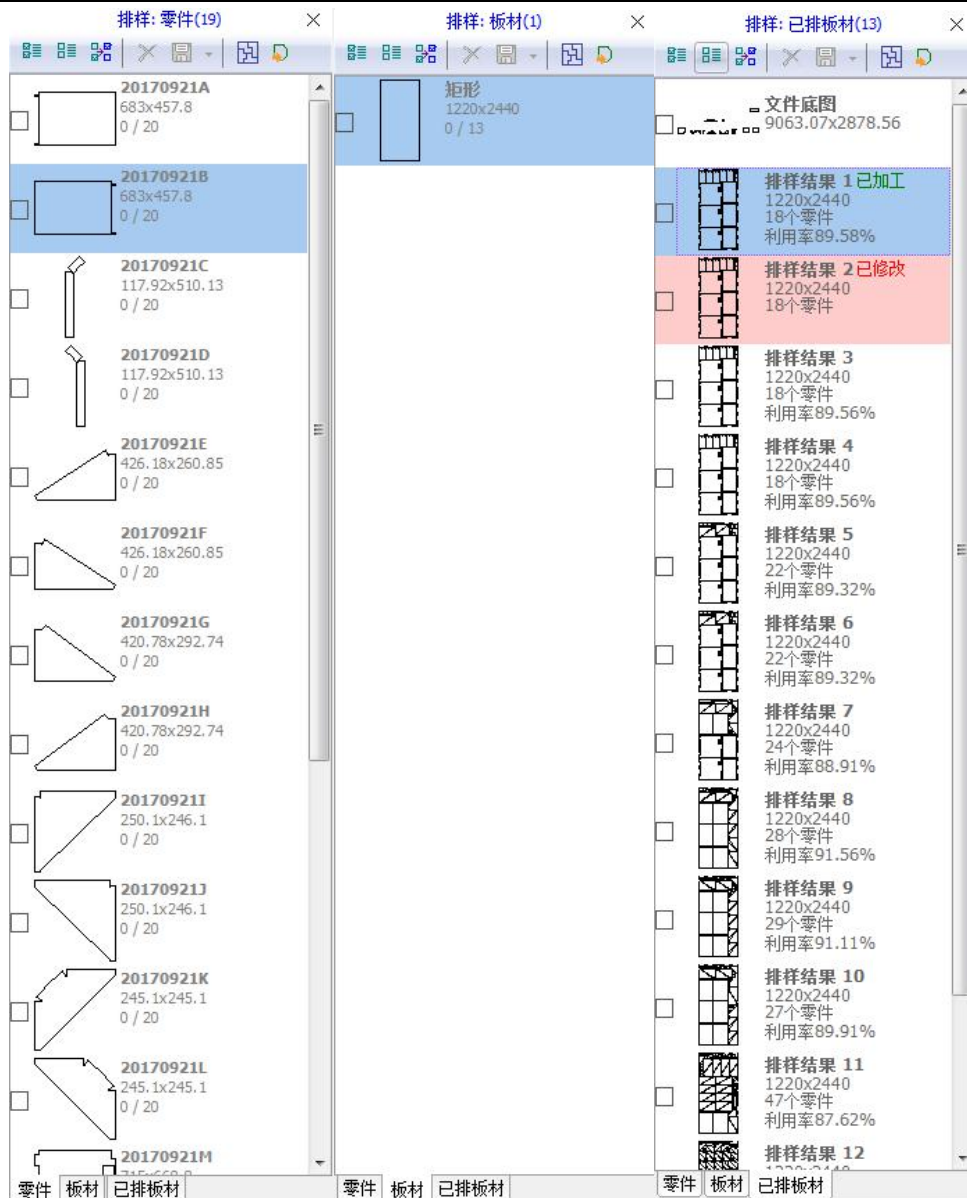 排样: 零件(19)
20170921A
683x457.8
0 / 20
20170921B
683x457.8
0 / 20
20170921C
117.92x510.13
0 / 20
20170921D
117.92x510.13
0 / 20
20170921E
426.18x260.85
0 / 20
20170921F
426.18x260.85
0 / 20
20170921G
420.78x292.74
0 / 20
20170921H
420.78x292.74
0 / 20
20170921I
250.1x246.1
0 / 20
20170921J
250.1x246.1
0 / 20
20170921K
245.1x245.1
0 / 20
20170921L
245.1x245.1
0 / 20
20170921M
零件 板材 已排板材
排样: 板材(1)
矩形
1220x2440
0 / 13
零件 板材 已排板材
排样: 已排板材(13)
文件底图
9063.07x2878.56
排样结果 1已加工
1220x2440
18个零件
利用率89.58%
排样结果 2已修改
1220x2440
18个零件
排样结果 3
1220x2440
18个零件
利用率89.56%
排样结果 4
1220x2440
18个零件
利用率89.56%
排样结果 5
1220x2440
22个零件
利用率89.32%
排样结果 6
1220x2440
22个零件
利用率89.32%
排样结果 7
1220x2440
24个零件
利用率88.91%
排样结果 8
1220x2440
28个零件
利用率91.56%
排样结果 9
1220x2440
29个零件
利用率91.11%
排样结果 10
1220x2440
27个零件
利用率89.91%
排样结果 11
1220x2440
47个零件
利用率87.62%
排样结果 12
零件 板材 已排板材